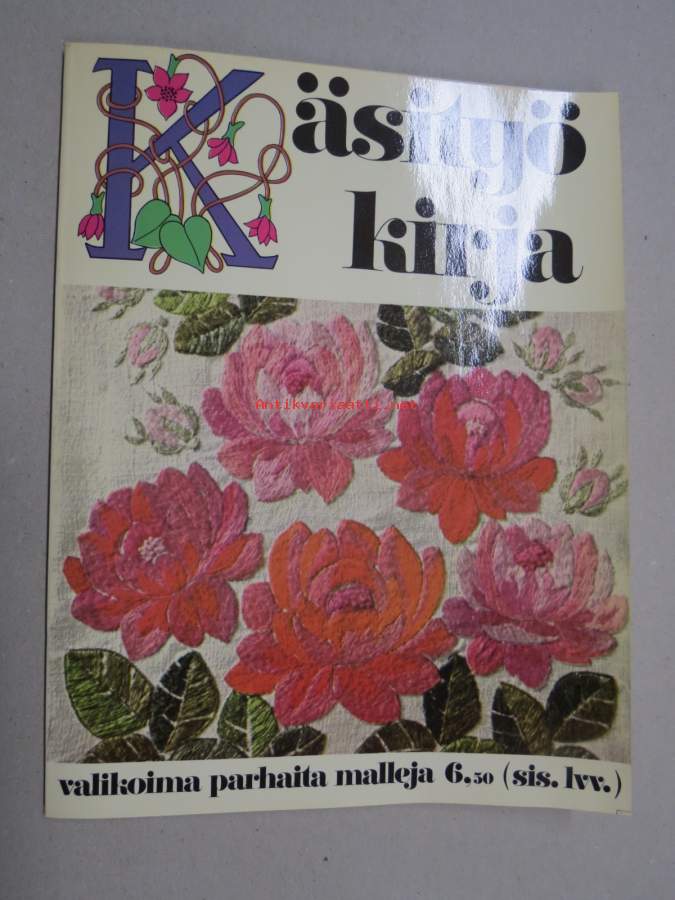 Käsityö
kirja
Antikvariaatti.net
valikoima parhaita malleja 6,50 (sis. lvv.)